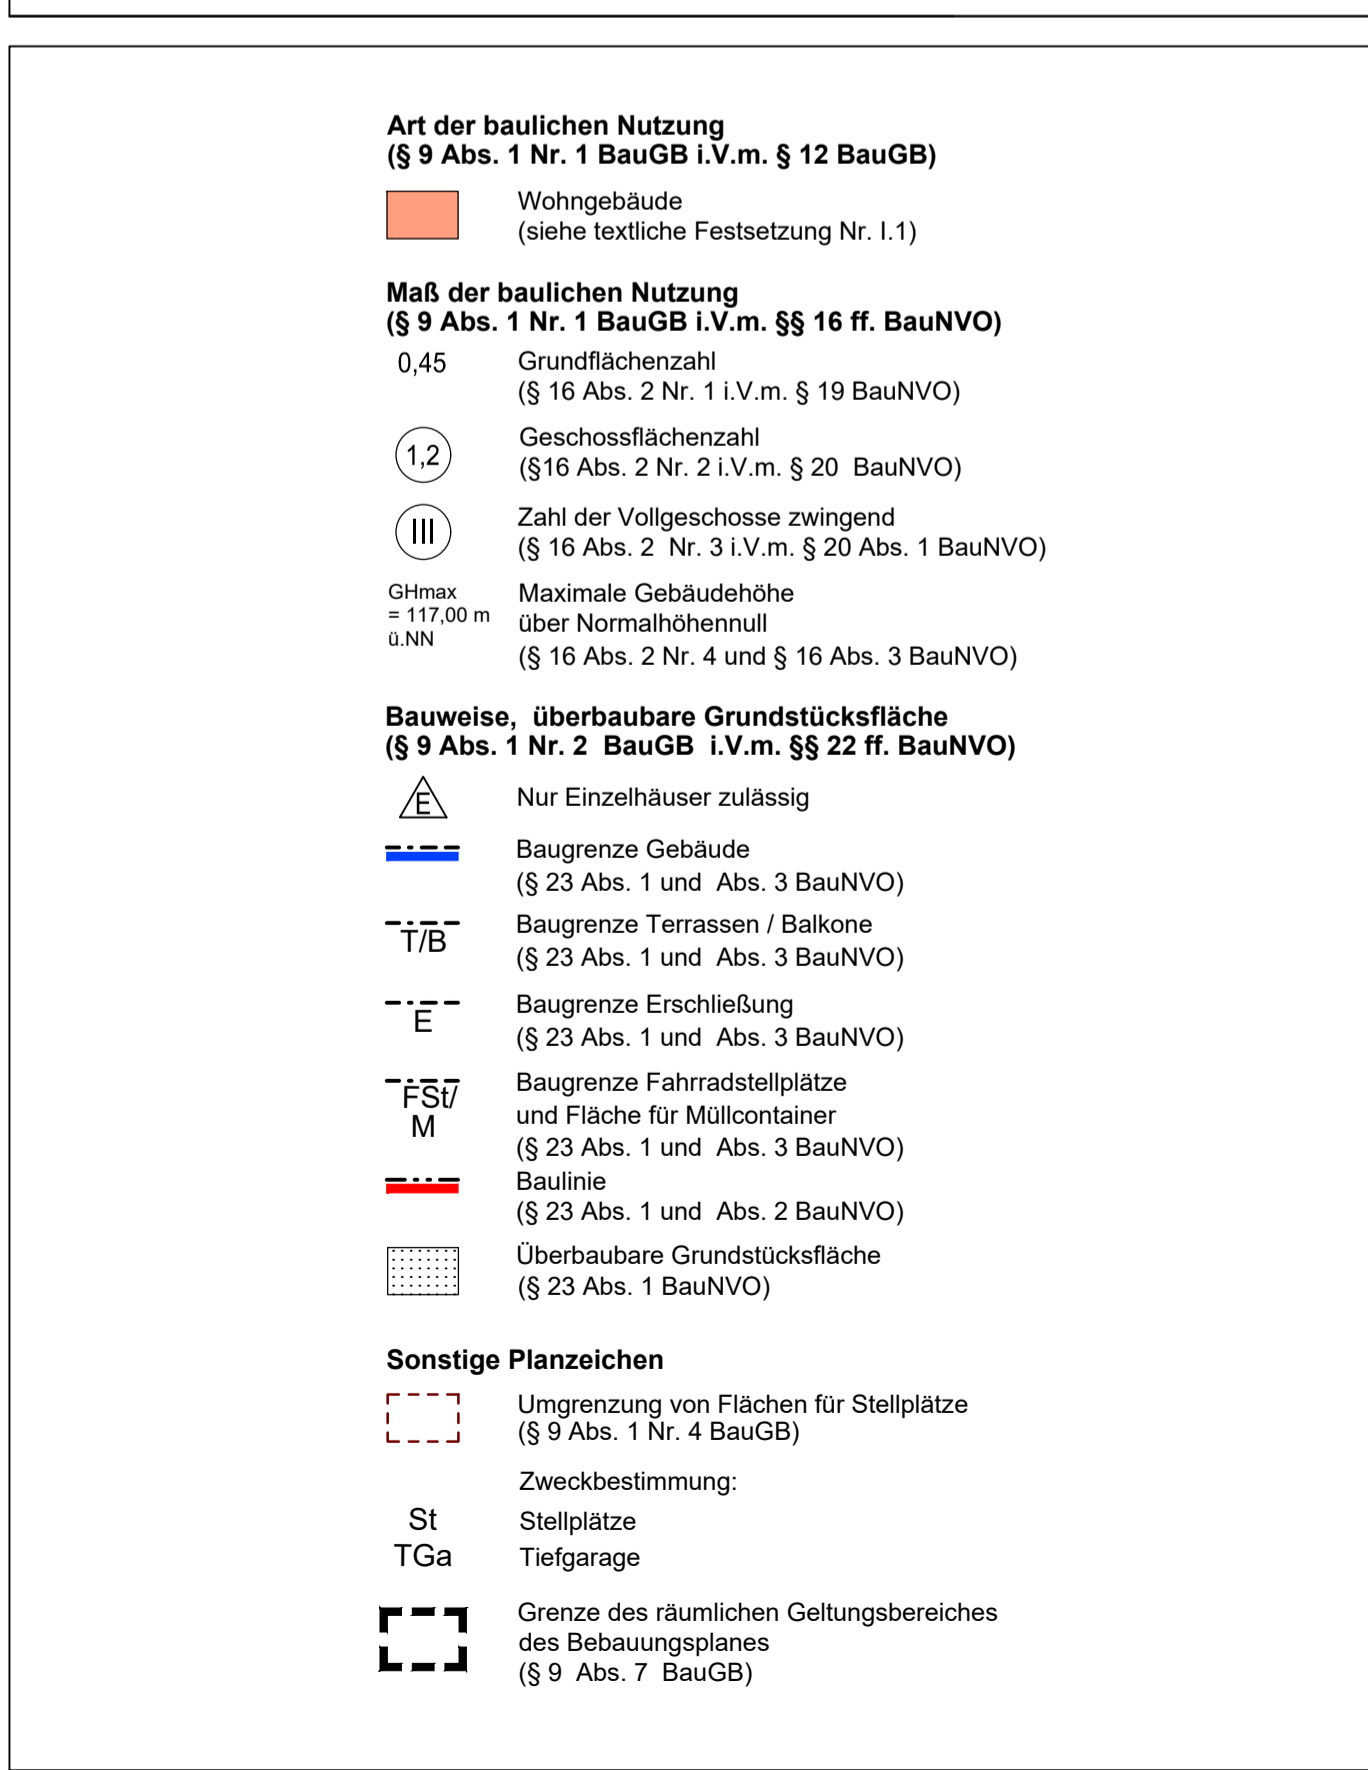 Art der baulichen Nutzung
(§ 9 Abs. 1 Nr. 1 BauGB i.V.m. § 12 BauGB)
Wohngebäude
(siehe textliche Festsetzung Nr. I.1)
Maß der baulichen Nutzung
(§ 9 Abs. 1 Nr. 1 BauGB i.V.m. §§ 16 ff. BauNVO)
0,45 Grundflächenzahl
(§ 16 Abs. 2 Nr. 1 i.V.m. § 19 BauNVO)
1,2 Geschossflächenzahl
(§16 Abs. 2 Nr. 2 i.V.m. § 20 BauNVO)
III Zahl der Vollgeschosse zwingend
(§ 16 Abs. 2 Nr. 3 i.V.m. § 20 Abs. 1 BauNVO)
GHmax Maximale Gebäudehöhe
= 117,00 m über Normalhöhennull
ü.NN (§ 16 Abs. 2 Nr. 4 und § 16 Abs. 3 BauNVO)
Bauweise, überbaubare Grundstücksfläche
(§ 9 Abs. 1 Nr. 2 BauGB i.V.m. §§ 22 ff. BauNVO)
E Nur Einzelhäuser zulässig
Baugrenze Gebäude
(§ 23 Abs. 1 und Abs. 3 BauNVO)
T/B Baugrenze Terrassen / Balkone
(§ 23 Abs. 1 und Abs. 3 BauNVO)
E Baugrenze Erschließung
(§ 23 Abs. 1 und Abs. 3 BauNVO)
FSt/ Baugrenze Fahrradstellplätze
M und Fläche für Müllcontainer
(§ 23 Abs. 1 und Abs. 3 BauNVO)
Baulinie
(§ 23 Abs. 1 und Abs. 2 BauNVO)
Überbaubare Grundstücksfläche
(§ 23 Abs. 1 BauNVO)
Sonstige Planzeichen
Umgrenzung von Flächen für Stellplätze
(§ 9 Abs. 1 Nr. 4 BauGB)
Zweckbestimmung:
St Stellplätze
TGa Tiefgarage
Grenze des räumlichen Geltungsbereiches
des Bebauungsplanes
(§ 9 Abs. 7 BauGB)